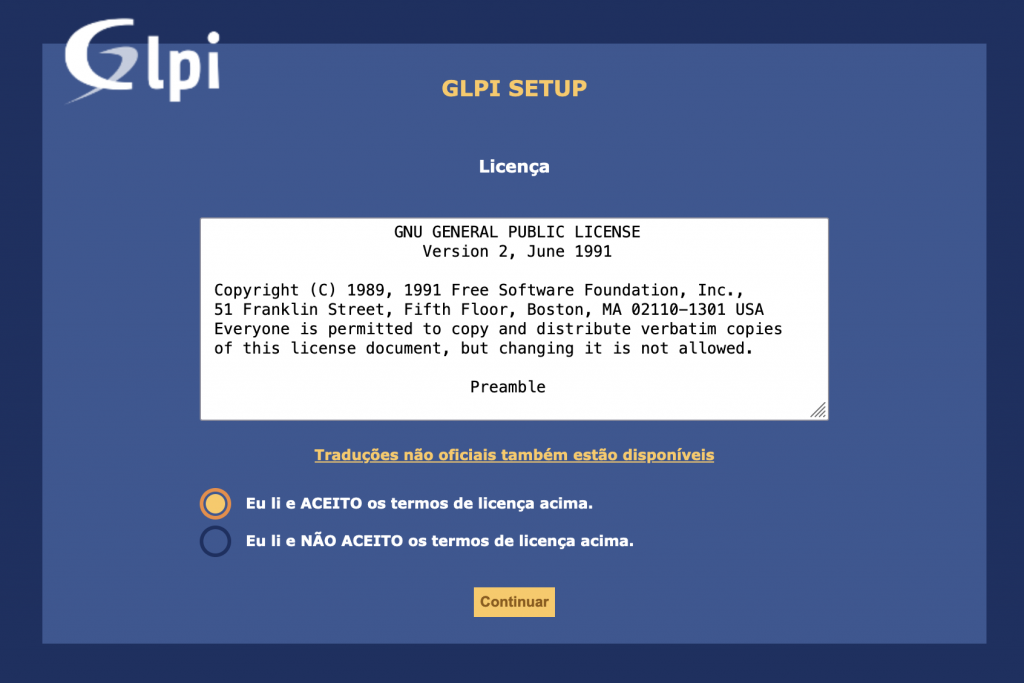 Glpi
GLPI SETUP
Licença
GNU GENERAL PUBLIC LICENSE
Version 2, June 1991
Copyright (C) 1989, 1991 Free Software Foundation, Inc.,
51 Franklin Street, Fifth Floor, Boston, MA 02110-1301 USA
Everyone is permitted to copy and distribute verbatim copies
of this license document, but changing it is not allowed.
Preamble
Traduções não oficiais também estão disponíveis
Eu li e ACEITO os termos de licença acima.
Eu li e NÃO ACEITO os termos de licença acima.
Continuar